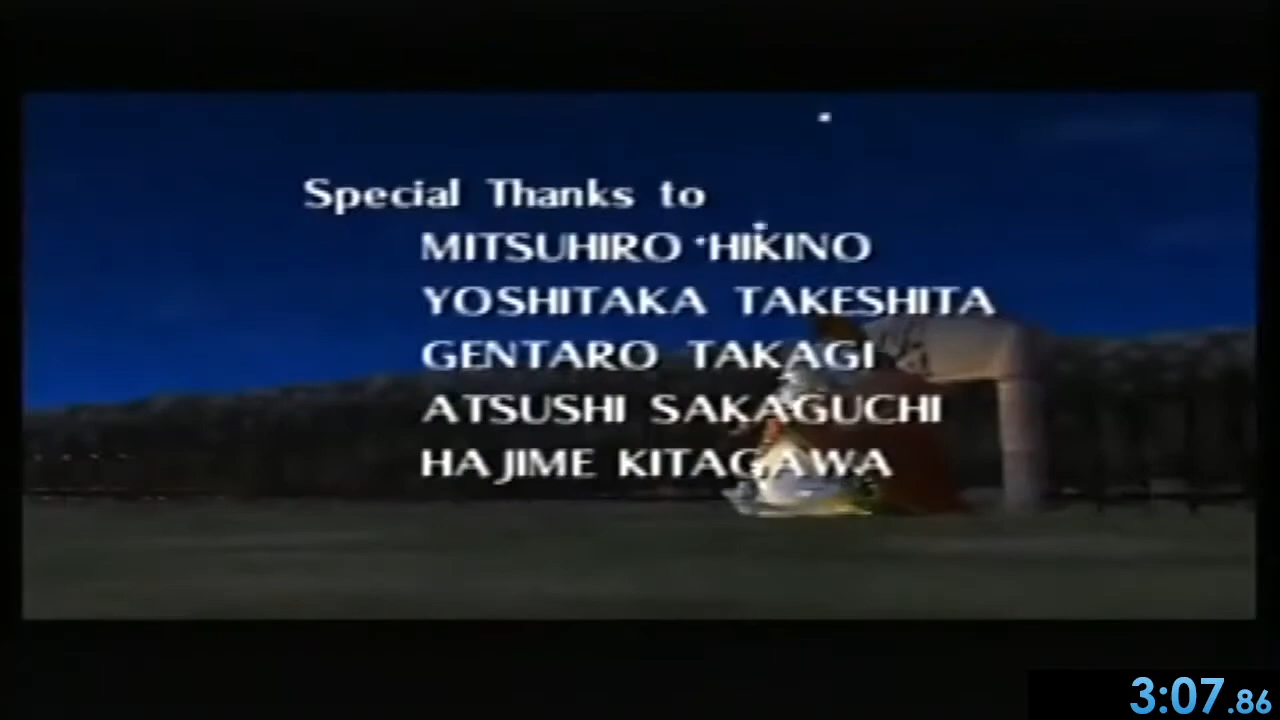 Special Thanks to
MITSUHIRO HIKINO
YOSHITAKA TAKESHITA
GENTARO TAKAGI
ATSUSHI SAKAGUCHI
HAJIME KITAGAWA
3:07.86